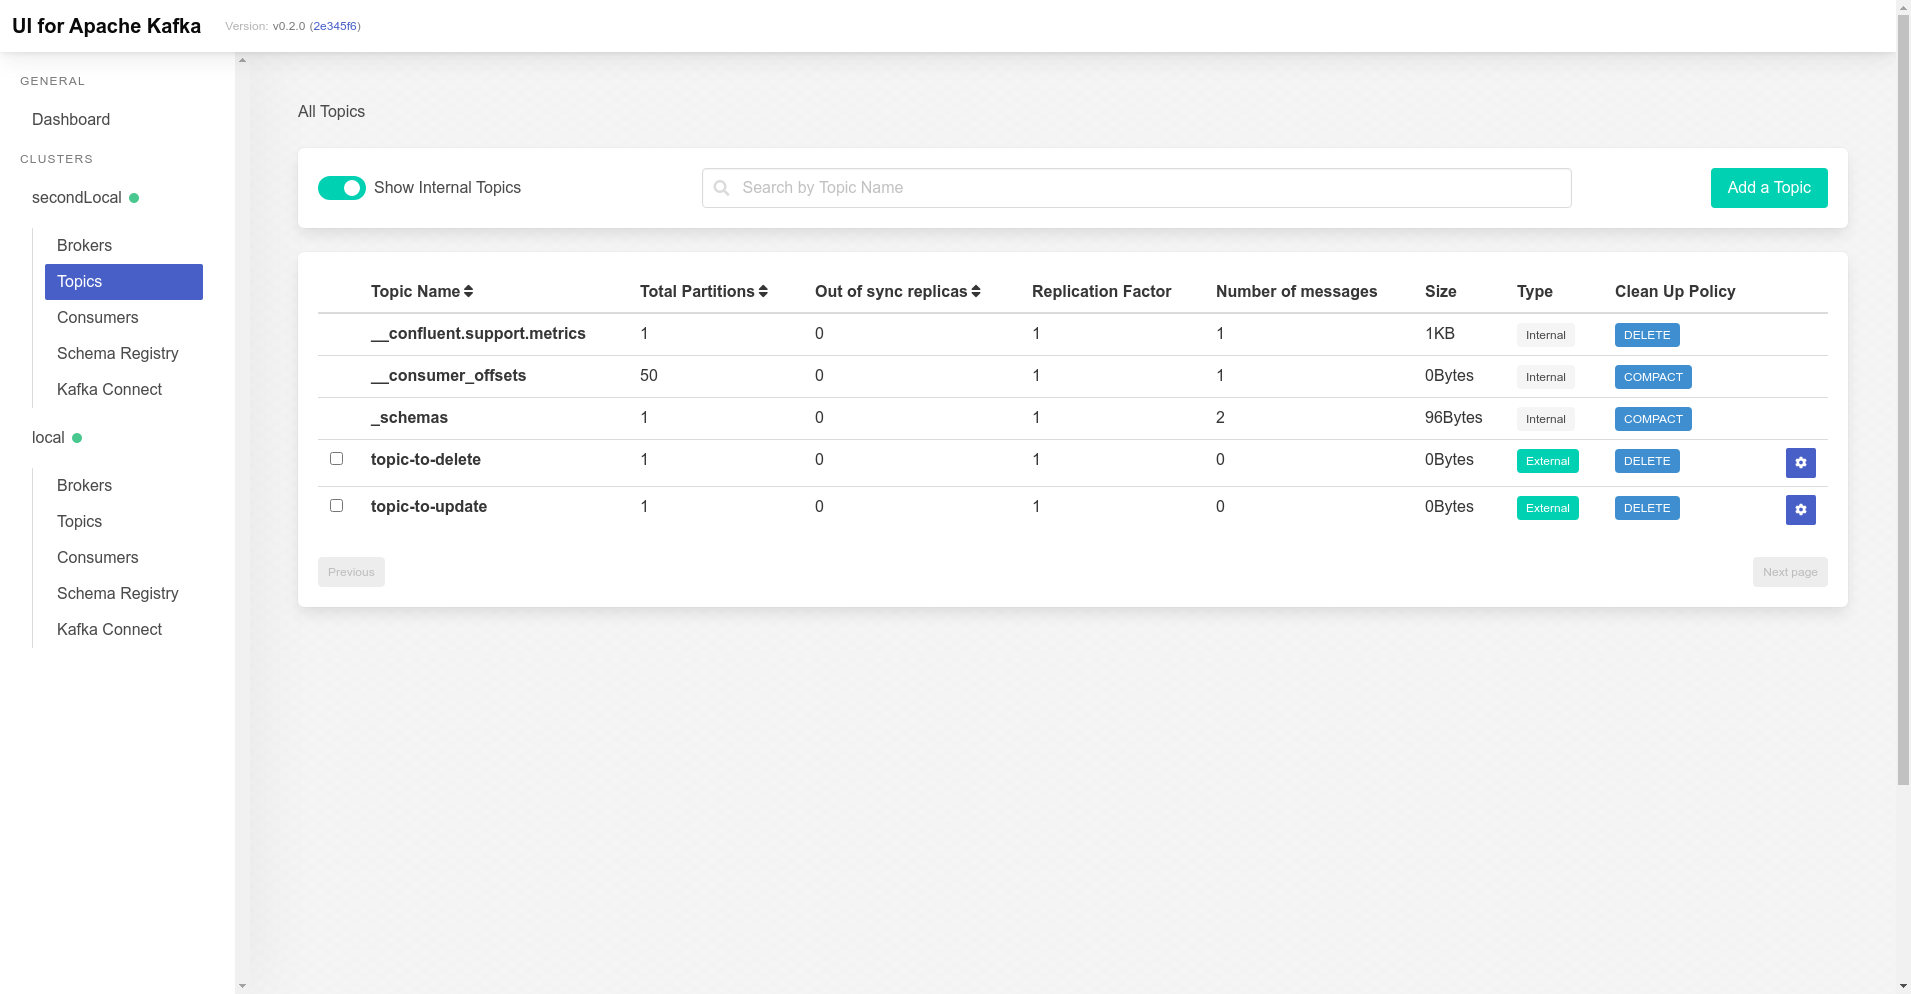 UI for Apache Kafka Version: v0.2.0 (2e345f6)
GENERAL
Dashboard
CLUSTERS
secondLocal
Brokers
Topics
Consumers
Schema Registry
Kafka Connect
local
Brokers
Topics
Consumers
Schema Registry
Kafka Connect
All Topics
Show Internal Topics Search by Topic Name Add a Topic
Topic Name Total Partitions Out of sync replicas Replication Factor Number of messages Size Type Clean Up Policy
__confluent.support.metrics 1 0 1 1 1KB Internal DELETE
__consumer_offsets 50 0 1 1 0Bytes Internal COMPACT
_schemas 1 0 1 2 96Bytes Internal COMPACT
topic-to-delete 1 0 1 0 0Bytes External DELETE
topic-to-update 1 0 1 0 0Bytes External DELETE
Previous Next page